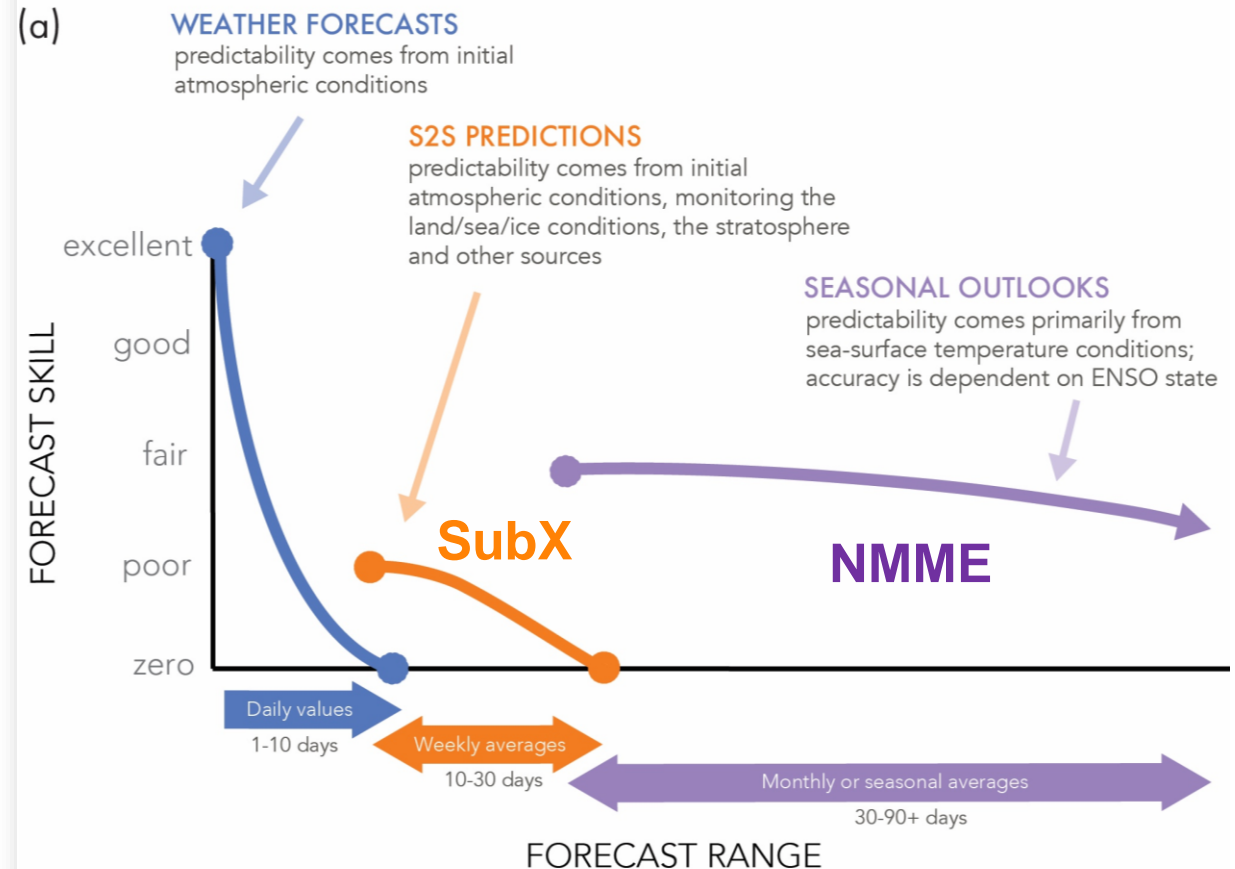 (a)
WEATHER FORECASTS
predictability comes from initial
atmospheric conditions
S2S PREDICTIONS
predictability comes from initial
atmospheric conditions, monitoring the
land/sea/ice conditions, the stratosphere
and other sources
SEASONAL OUTLOOKS
predictability comes primarily from
sea-surface temperature conditions;
accuracy is dependent on ENSO state
FORECAST SKILL
excellent
good
fair
poor
zero
SubX
NMME
Daily values
1-10 days
Weekly averages
10-30 days
Monthly or seasonal averages
30-90+ days
FORECAST RANGE